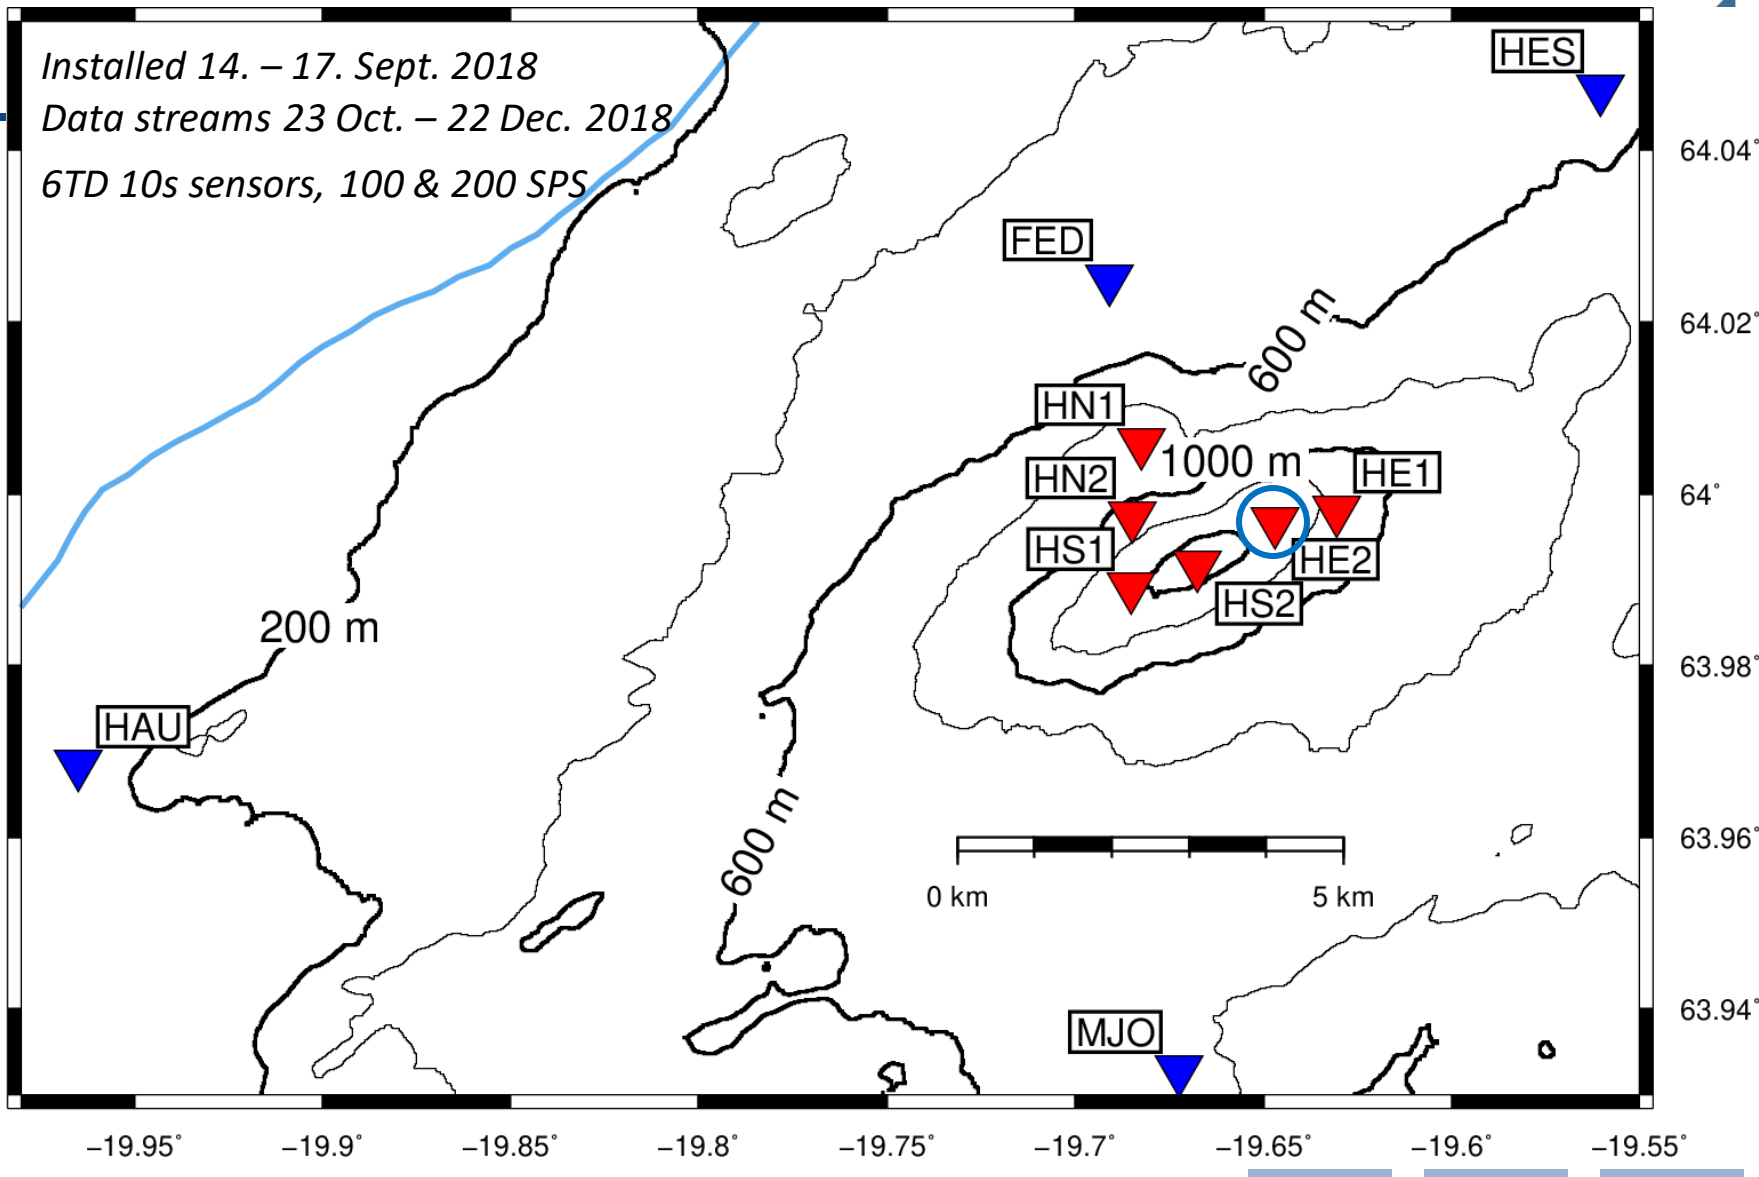 Installed 14. – 17. Sept. 2018
Data streams 23 Oct. – 22 Dec. 2018
6TD 10s sensors, 100 & 200 SPS
HES
64.04°
FED
64.02°
600 m
HN1
1000 m
HE1
HN2
64°
HS1
HE2
HS2
200 m
63.98°
HAU
600 m
63.96°
0 km 5 km
63.94°
MJO
−19.95° −19.9° −19.85° −19.8° −19.75° −19.7° −19.65° −19.6° −19.55°